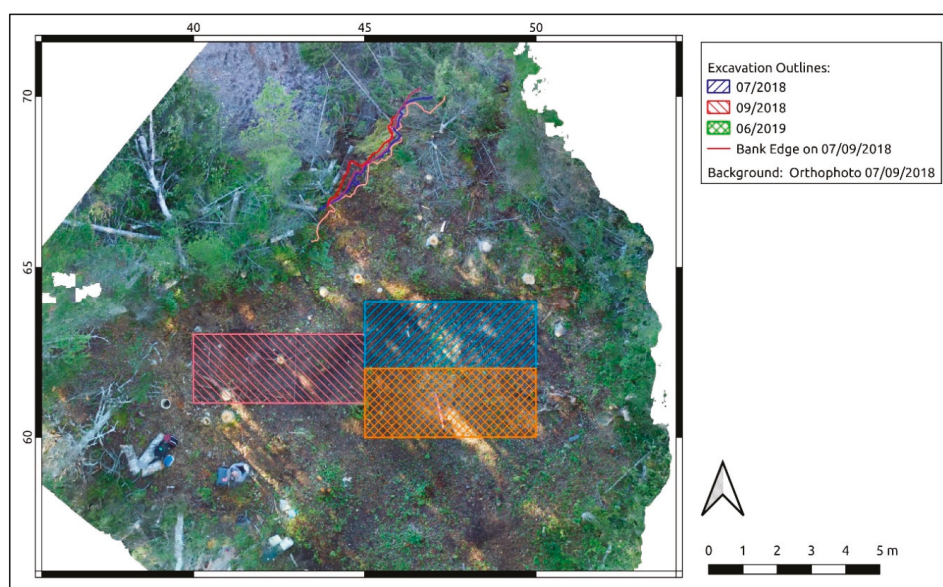 40 45 50
70
65
60
Excavation Outlines:
07/2018
09/2018
06/2019
Bank Edge on 07/09/2018
Background: Orthophoto 07/09/2018
0 1 2 3 4 5 m